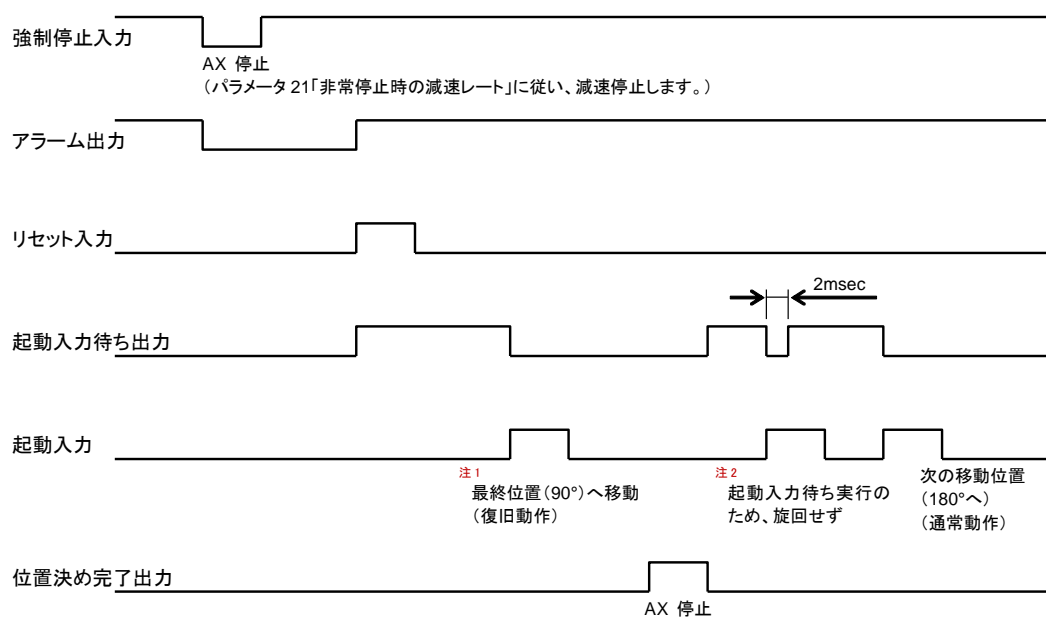 強制停止入力
AX 停止
（パラメータ 21「非常停止時の減速レート」に従い、減速停止します。）
アラーム出力
リセット入力
2msec
起動入力待ち出力
起動入力
注 1
最終位置（90°）へ移動
（復旧動作）
注 2
起動入力待ち実行の
ため、旋回せず
次の移動位置
（180°へ）
（通常動作）
位置決め完了出力
AX 停止